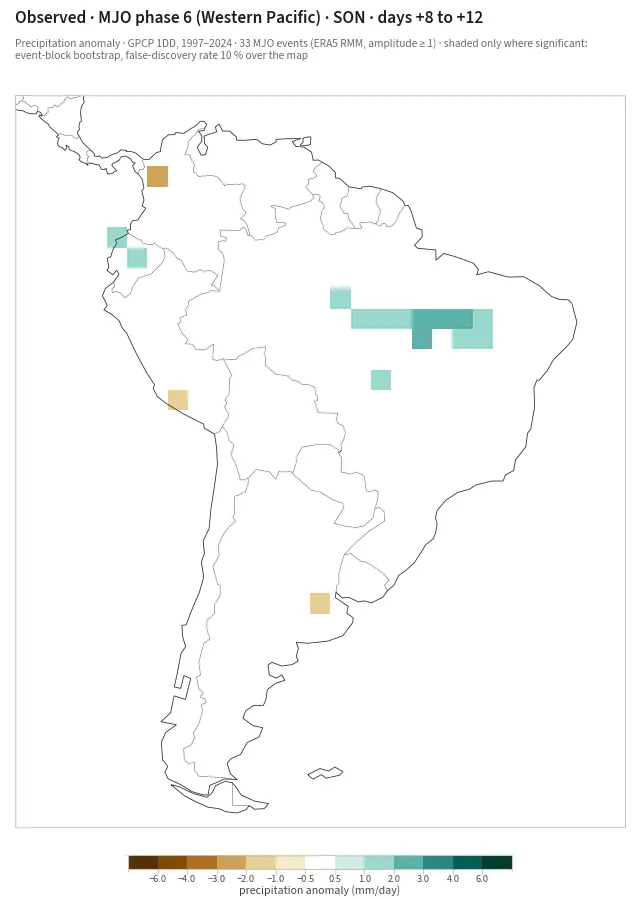 Observed · MJO phase 6 (Western Pacific) · SON · days +8 to +12
Precipitation anomaly · GPCP 1DD, 1997–2024 · 33 MJO events (ERA5 RMM, amplitude ≥ 1) · shaded only where significant:
event-block bootstrap, false-discovery rate 10 % over the map
−6.0 −4.0 −3.0 −2.0 −1.0 −0.5 0.5 1.0 2.0 3.0 4.0 6.0
precipitation anomaly (mm/day)